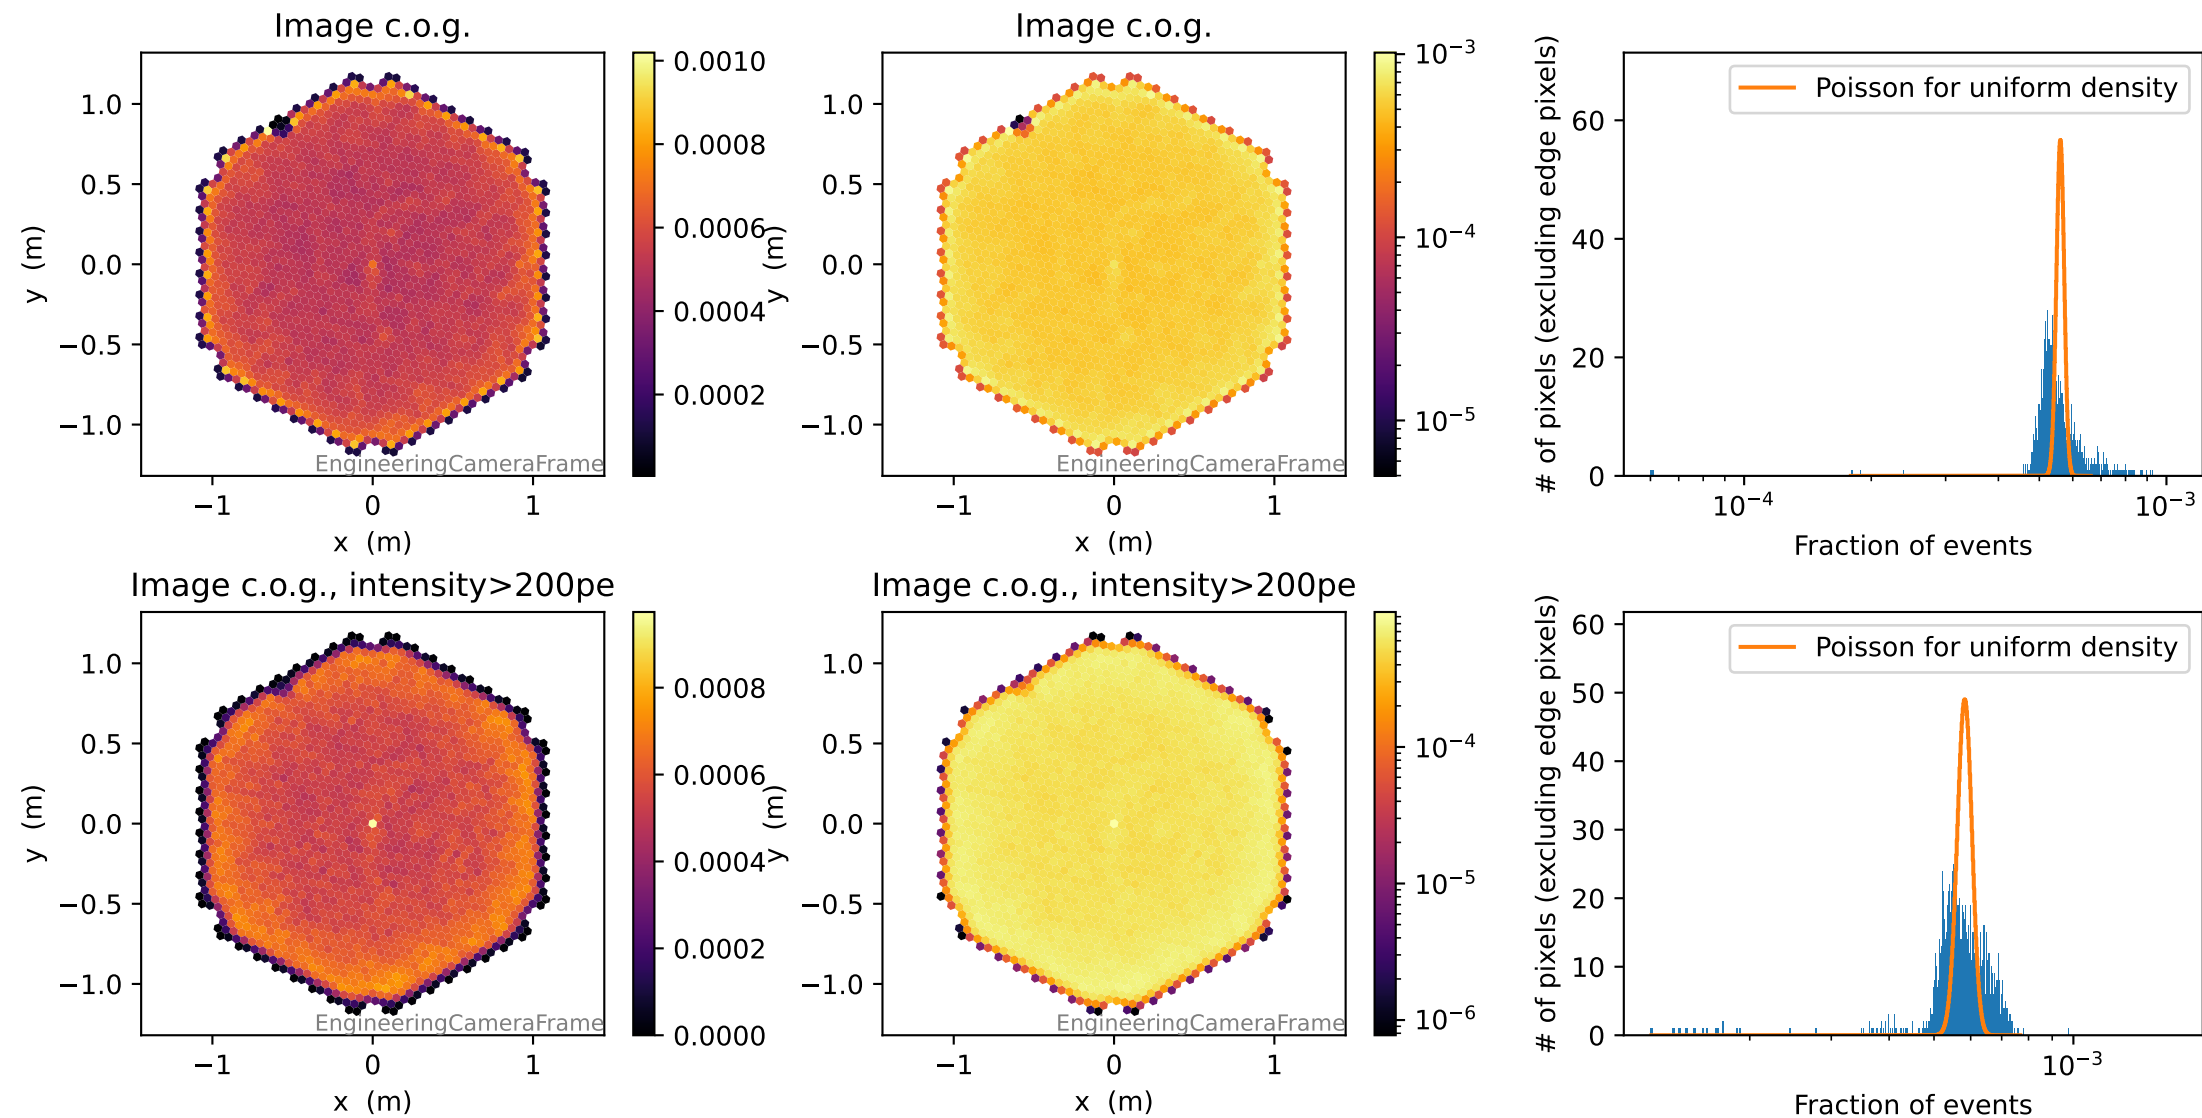 Image c.o.g.
1.0
0.5
0.0
−0.5
−1.0
y (m)
−1
0
1
x (m)
EngineeringCameraFrame
0.0010
0.0008
0.0006
0.0004
0.0002
Image c.o.g.
1.0
0.5
0.0
−0.5
−1.0
y (m)
−1
0
1
x (m)
EngineeringCameraFrame
10⁻³
10⁻⁴
10⁻⁵
Poisson for uniform density
# of pixels (excluding edge pixels)
60
40
20
0
10⁻⁴
10⁻³
Fraction of events
Image c.o.g., intensity>200pe
1.0
0.5
0.0
−0.5
−1.0
y (m)
−1
0
1
x (m)
EngineeringCameraFrame
0.0008
0.0006
0.0004
0.0002
0.0000
Image c.o.g., intensity>200pe
1.0
0.5
0.0
−0.5
−1.0
y (m)
−1
0
1
x (m)
EngineeringCameraFrame
10⁻⁴
10⁻⁵
10⁻⁶
Poisson for uniform density
# of pixels (excluding edge pixels)
60
50
40
30
20
10
0
10⁻³
Fraction of events